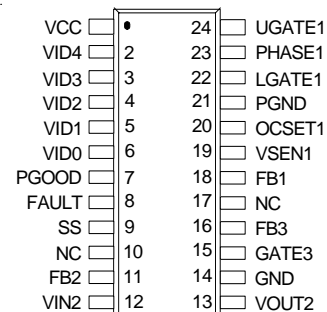 VCC 24 UGATE1
VID4 2 23 PHASE1
VID3 3 22 LGATE1
VID2 4 21 PGND
VID1 5 20 OCSET1
VID0 6 19 VSEN1
PGOOD 7 18 FB1
FAULT 8 17 NC
SS 9 16 FB3
NC 10 15 GATE3
FB2 11 14 GND
VIN2 12 13 VOUT2